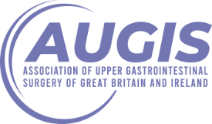 AUGIS
ASSOCIATION OF UPPER GASTROINTESTINAL
SURGERY OF GREAT BRITAIN AND IRELAND